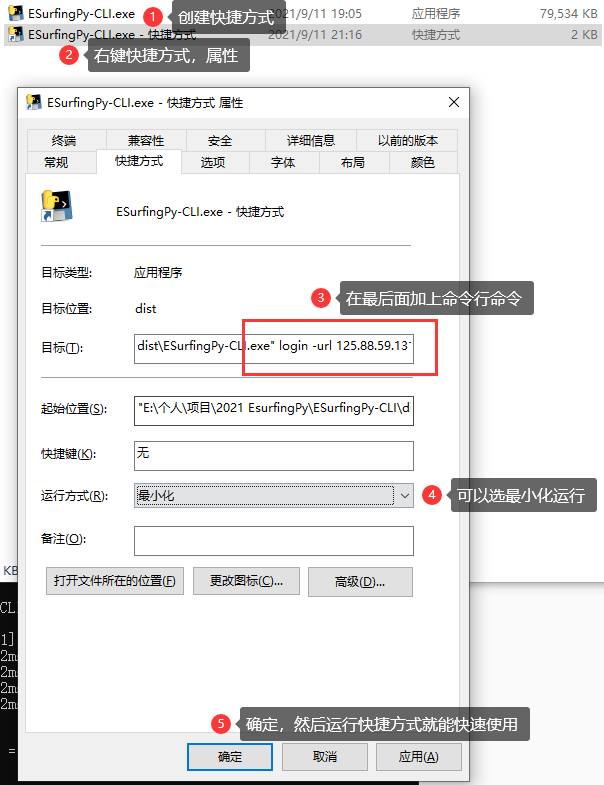 ESurfingPy-CLI.exe 2021/9/11 19:05 应用程序 79,534 KB
1 创建快捷方式
ESurfingPy-CLI.exe - 快捷方式 2021/9/11 21:16 快捷方式 2 KB
2 右键快捷方式，属性
ESurfingPy-CLI.exe - 快捷方式 属性
终端 兼容性 安全 详细信息 以前的版本
常规 快捷方式 选项 字体 布局 颜色
ESurfingPy-CLI.exe - 快捷方式
目标类型: 应用程序
3 在最后面加上命令行命令
目标位置: dist
目标(T): dist\ESurfingPy-CLI.exe" login -url 125.88.59.131
起始位置(S): "E:\个人\项目\2021 EsurfingPy\ESurfingPy-CLI\d
快捷键(K): 无
运行方式(R): 最小化
4 可以选最小化运行
备注(O):
KB
打开文件所在的位置(F) 更改图标(C)... 高级(D)...
CL
1]
2ms
2ms
2ms
2ms
=
5 确定，然后运行快捷方式就能快速使用
确定 取消 应用(A)